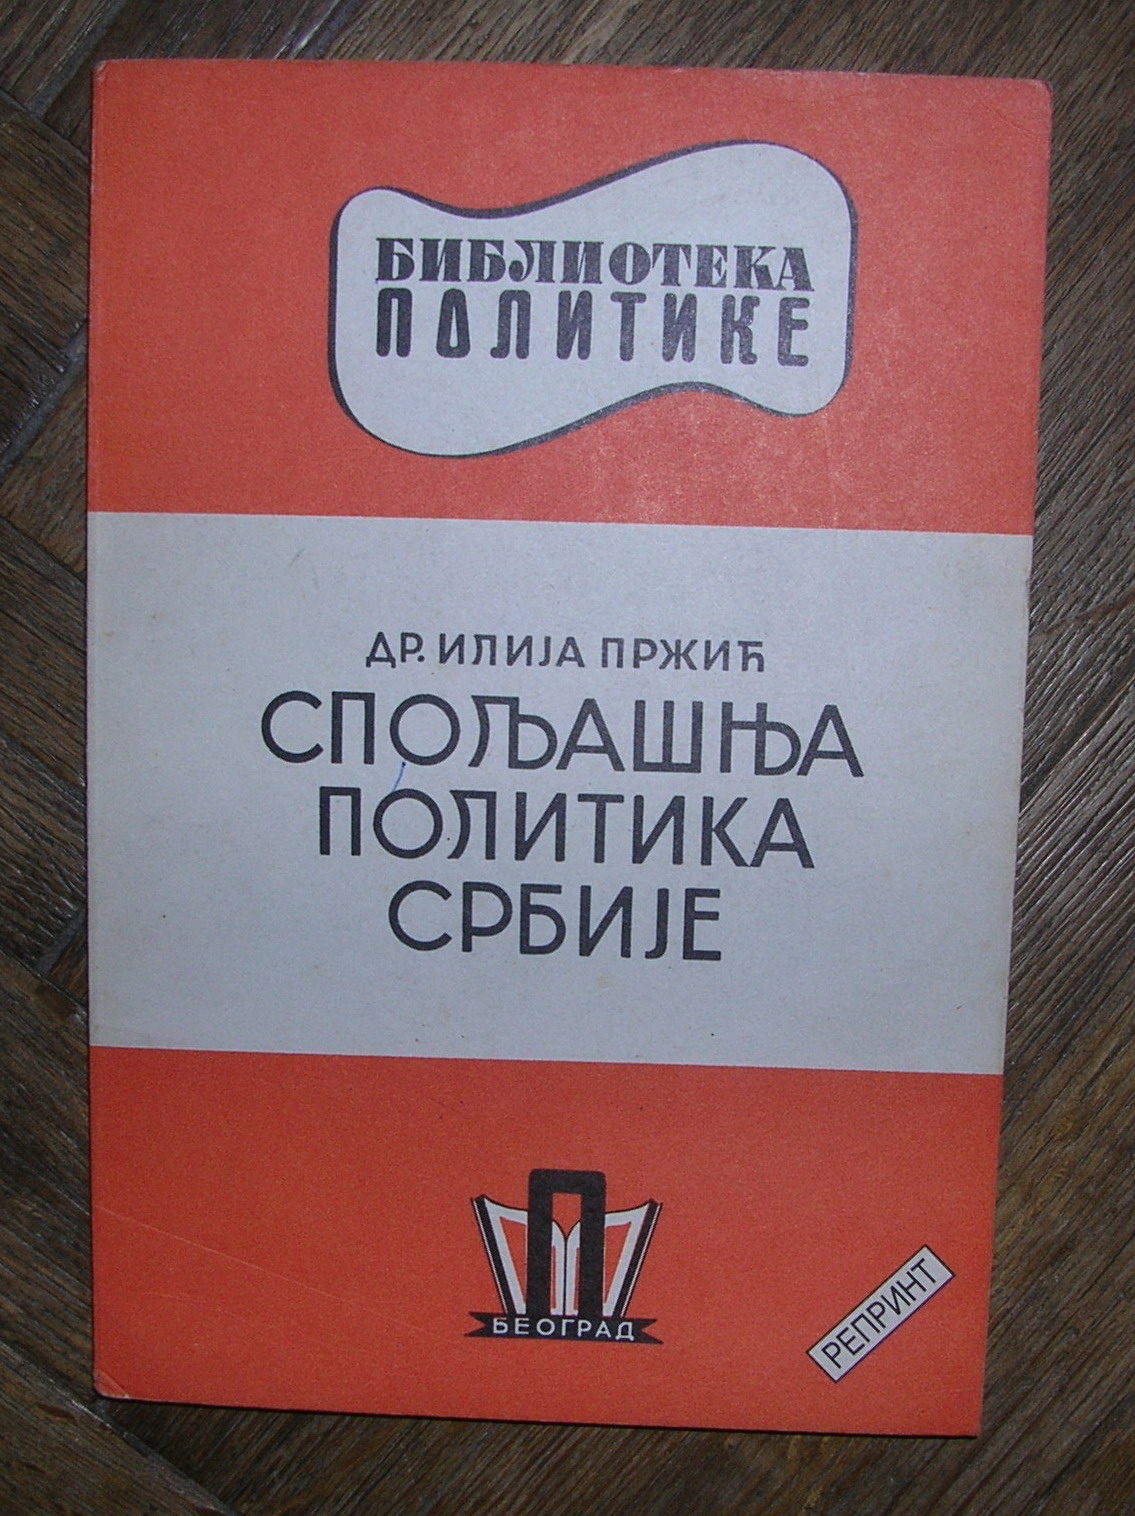 БИБЛИОТЕКА
ПОЛИТИКЕ
ДР. ИЛИЈА ПРЖИЋ
СПОЉАШЊА
ПОЛИТИКА
СРБИЈЕ
П
БЕОГРАД
РЕПРИНТ